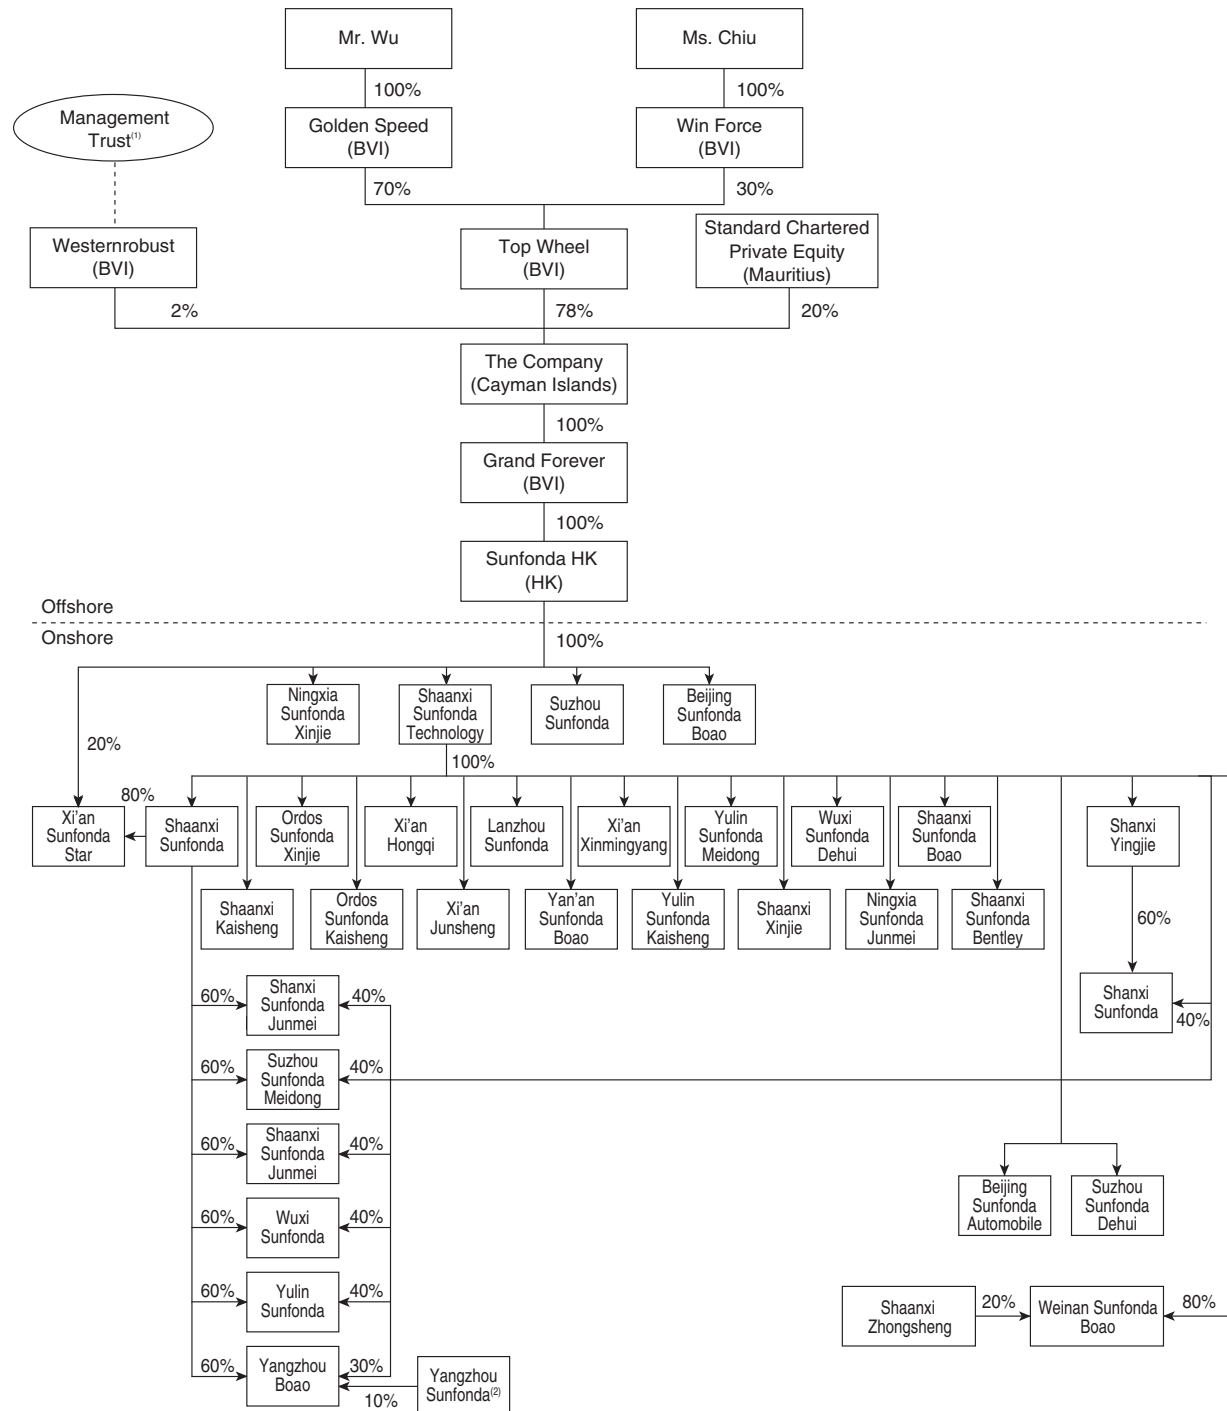 Mr. Wu
Ms. Chiu
100%
100%
Management
Trust(1)
Golden Speed
(BVI)
Win Force
(BVI)
70%
30%
Westernrobust
(BVI)
Top Wheel
(BVI)
Standard Chartered
Private Equity
(Mauritius)
2%
78%
20%
The Company
(Cayman Islands)
100%
Grand Forever
(BVI)
100%
Sunfonda HK
(HK)
Offshore
Onshore
100%
Ningxia
Sunfonda
Xinjie
Shaanxi
Sunfonda
Technology
Suzhou
Sunfonda
Beijing
Sunfonda
Boao
20%
100%
80%
Xi'an
Sunfonda
Star
Shaanxi
Sunfonda
Ordos
Sunfonda
Xinjie
Xi'an
Hongqi
Lanzhou
Sunfonda
Xi'an
Xinmingyang
Yulin
Sunfonda
Meidong
Wuxi
Sunfonda
Dehui
Shaanxi
Sunfonda
Boao
Shanxi
Yingjie
Shaanxi
Kaisheng
Ordos
Sunfonda
Kaisheng
Xi'an
Junsheng
Yan'an
Sunfonda
Boao
Yulin
Sunfonda
Kaisheng
Shaanxi
Xinjie
Ningxia
Sunfonda
Junmei
Shaanxi
Sunfonda
Bentley
60%
60%
Shanxi
Sunfonda
Junmei
40%
Shanxi
Sunfonda
40%
60%
Suzhou
Sunfonda
Meidong
40%
60%
Shaanxi
Sunfonda
Junmei
40%
Beijing
Sunfonda
Automobile
Suzhou
Sunfonda
Dehui
60%
Wuxi
Sunfonda
40%
60%
Yulin
Sunfonda
40%
Shaanxi
Zhongsheng
20%
Weinan Sunfonda
Boao
80%
60%
Yangzhou
Boao
30%
10%
Yangzhou
Sunfonda(2)